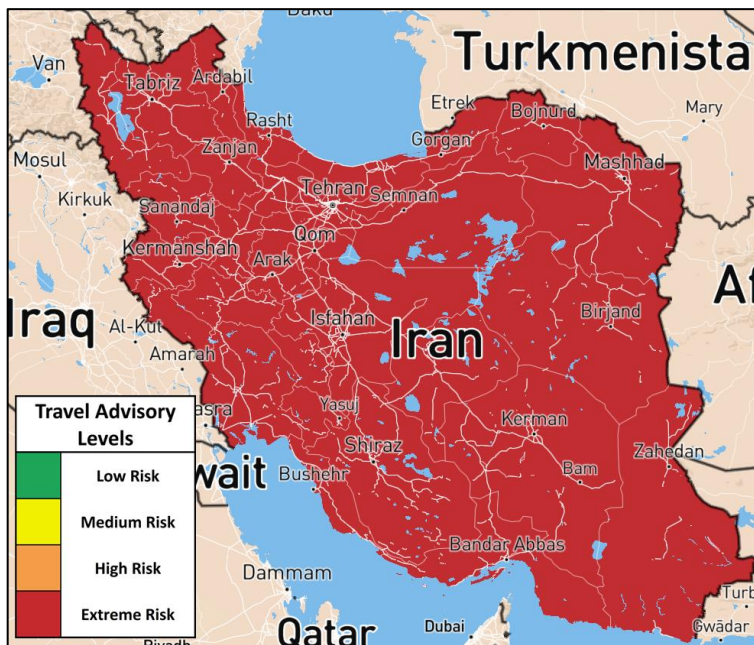 Baku
Turkmenista
Van
Tabriz
Ardabil
Etrek
Bojnurd
Mary
Rasht
Gorgan
Mosul
Zanjan
Mashhad
Kirkuk
Tehran
Semnan
Sanandaj
Qom
Kermanshah
Arak
Af
Iraq
Al-Kut
Isfahan
Iran
Birjand
Amarah
Travel Advisory
Levels
asra
Yasuj
Kerman
Shiraz
Zahedan
wait
Bushehr
Bam
Low Risk
Medium Risk
High Risk
Extreme Risk
Bandar Abbas
Dammam
Turb
Qatar
Dubai
Gwādar
Riyadh